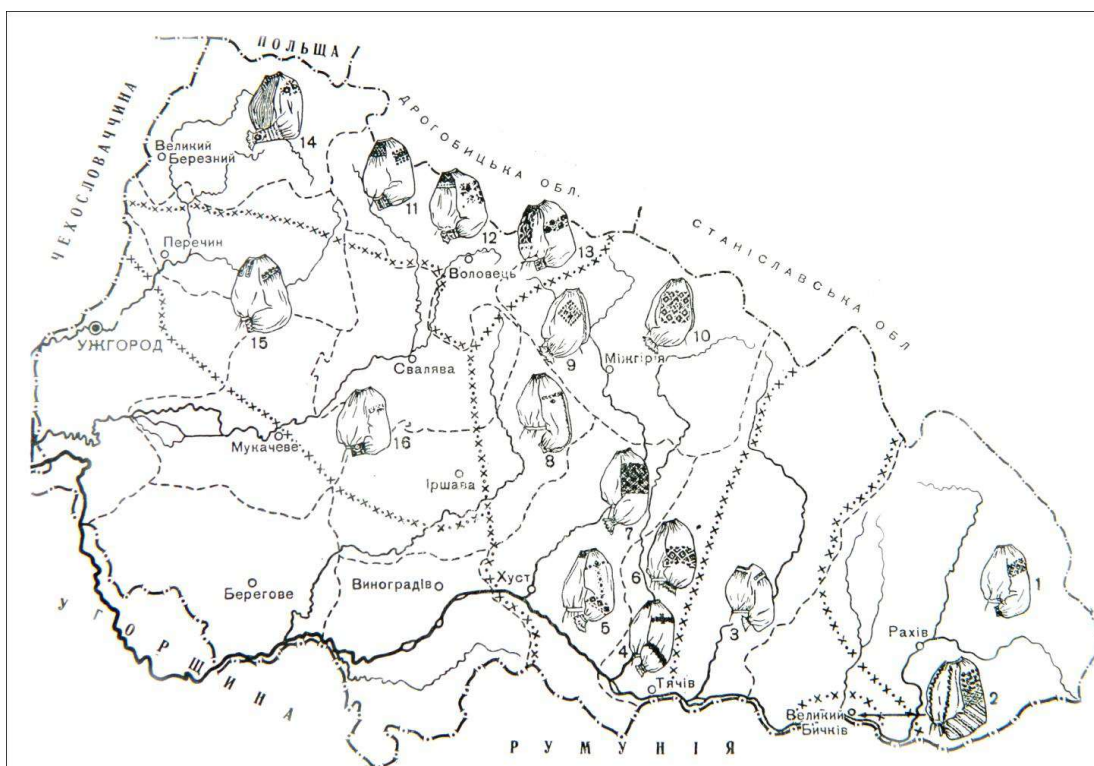 ПОЛЬЩА
ЧЕХОСЛОВАЧЧИНА
ДРОГОБИЦЬКА ОБЛ.
СТАНІСЛАВСЬКА ОБЛ
14
Великий
Березний
11
12
13
Перечин
Воловець
УЖГОРОД
15
9
10
Міжгір'я
Свалява
Мукачеве
16
8
Іршава
7
Берегове
Виноградів
Хуст
6
5
4
3
1
Рахів
2
Тячів
Великий
Бичків
УГОРЩИНА
РУМУНІЯ